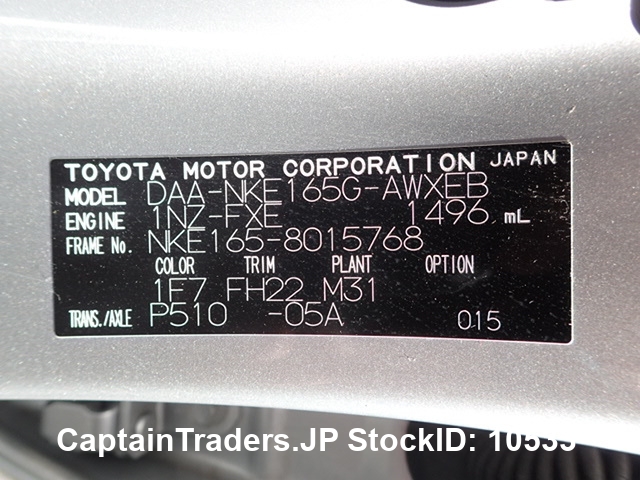 TOYOTA MOTOR CORPORATION JAPAN
MODEL DAA-NKE165G-AWXEB
ENGINE 1NZ-FXE 1496 mL
FRAME No. NKE165-8015768
COLOR TRIM PLANT OPTION
1F7 FH22 M31
TRANS./AXLE P510 -05A 015
CaptainTraders.JP StockID: 10535